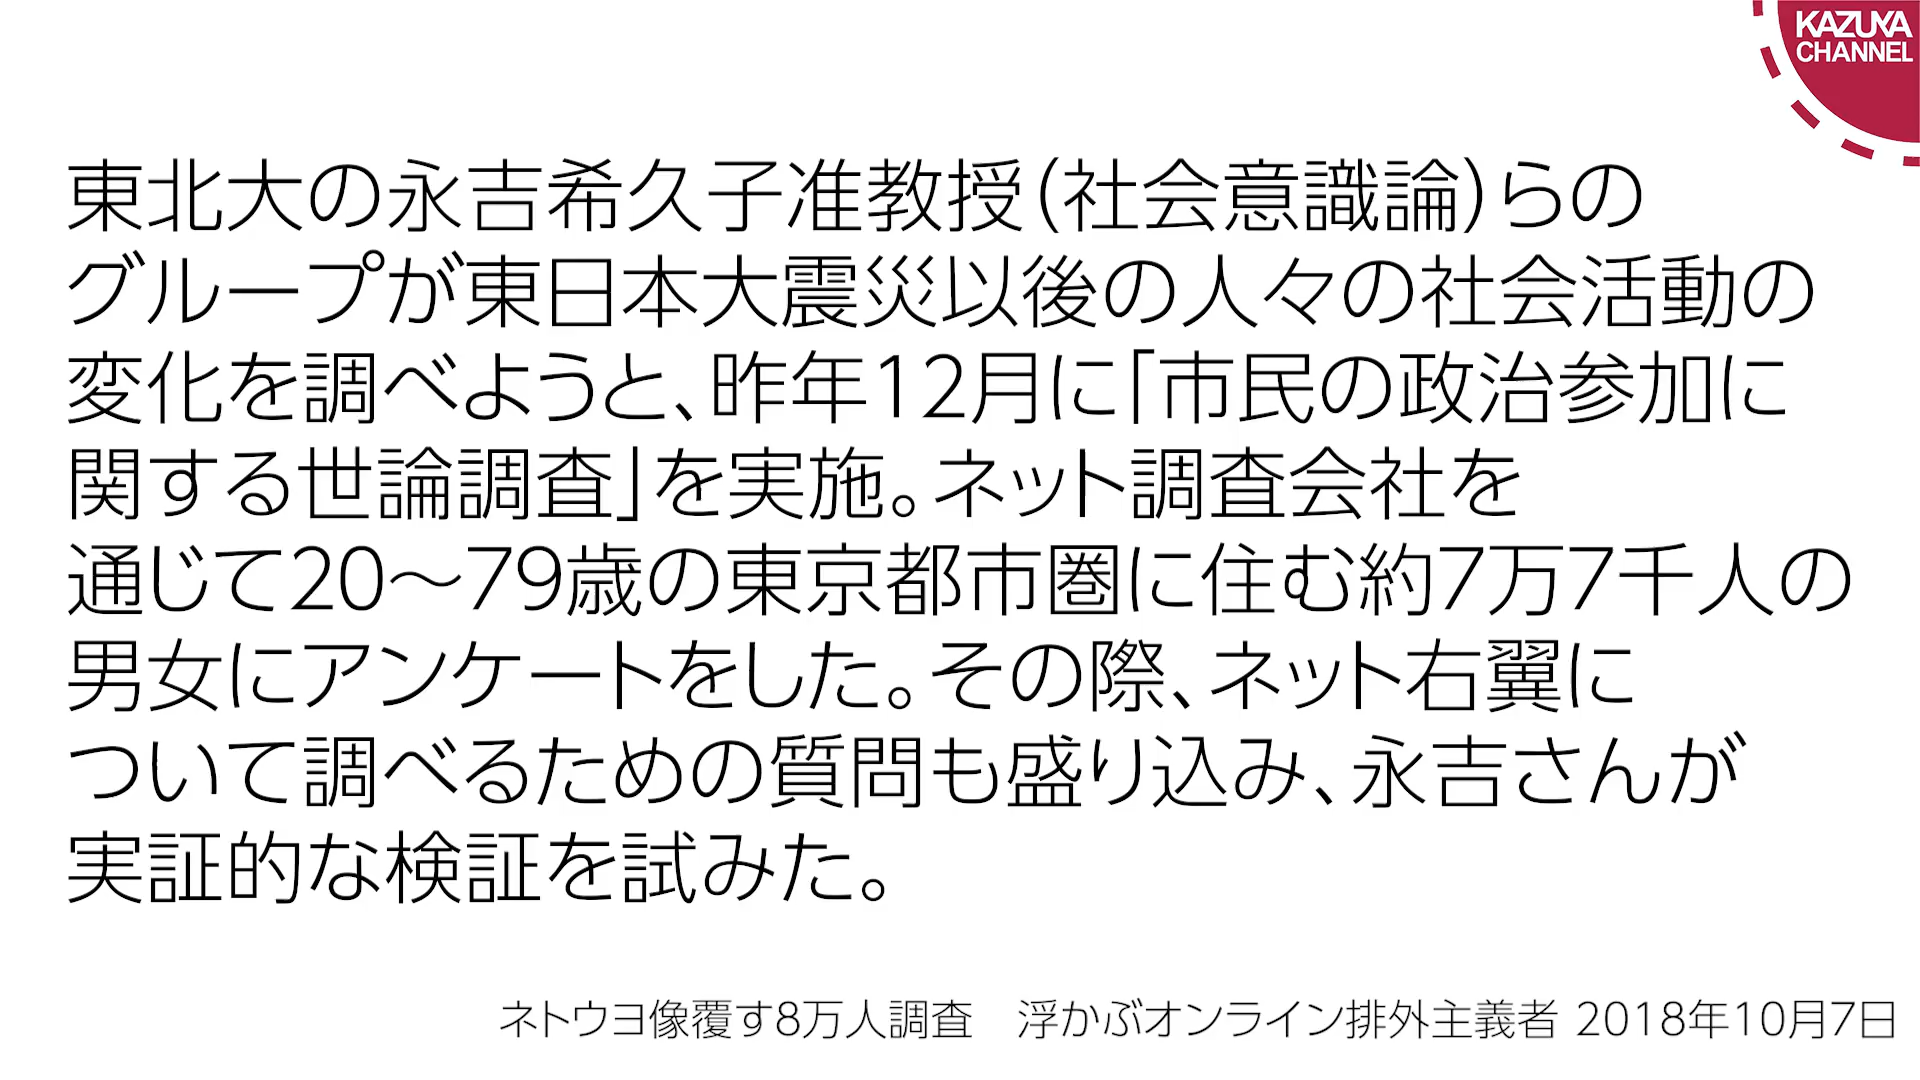 KAZUYA
CHANNEL
東北大の永吉希久子准教授(社会意識論)らの
グループが東日本大震災以後の人々の社会活動の
変化を調べようと、昨年12月に「市民の政治参加に
関する世論調査」を実施。ネット調査会社を
通じて20〜79歳の東京都市圏に住む約7万7千人の
男女にアンケートをした。その際、ネット右翼に
ついて調べるための質問も盛り込み、永吉さんが
実証的な検証を試みた。
ネトウヨ像覆す8万人調査　浮かぶオンライン排外主義者 2018年10月7日